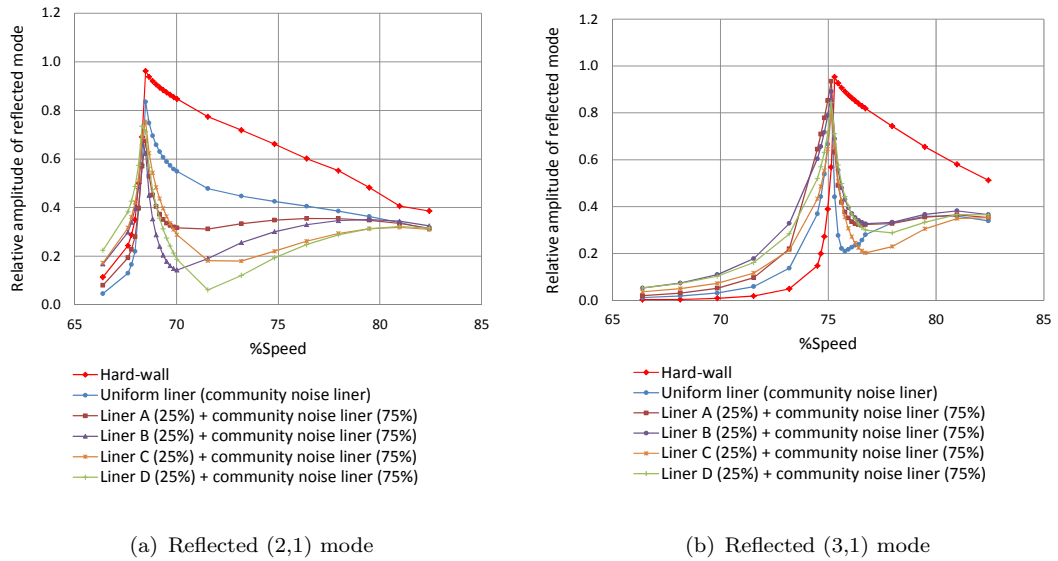 Relative amplitude of reflected mode
1.2
1.0
0.8
0.6
0.4
0.2
0.0
65
70
75
80
85
%Speed
Hard-wall
Uniform liner (community noise liner)
Liner A (25%) + community noise liner (75%)
Liner B (25%) + community noise liner (75%)
Liner C (25%) + community noise liner (75%)
Liner D (25%) + community noise liner (75%)
(a) Reflected (2,1) mode
Relative amplitude of reflected mode
1.2
1.0
0.8
0.6
0.4
0.2
0.0
65
70
75
80
85
%Speed
Hard-wall
Uniform liner (community noise liner)
Liner A (25%) + community noise liner (75%)
Liner B (25%) + community noise liner (75%)
Liner C (25%) + community noise liner (75%)
Liner D (25%) + community noise liner (75%)
(b) Reflected (3,1) mode